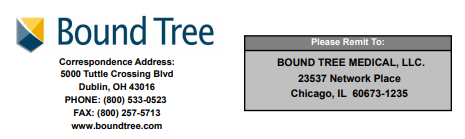 Bound Tree
Correspondence Address:
5000 Tuttle Crossing Blvd
Dublin, OH 43016
PHONE: (800) 533-0523
FAX: (800) 257-5713
www.boundtree.com
Please Remit To:
BOUND TREE MEDICAL, LLC.
23537 Network Place
Chicago, IL 60673-1235